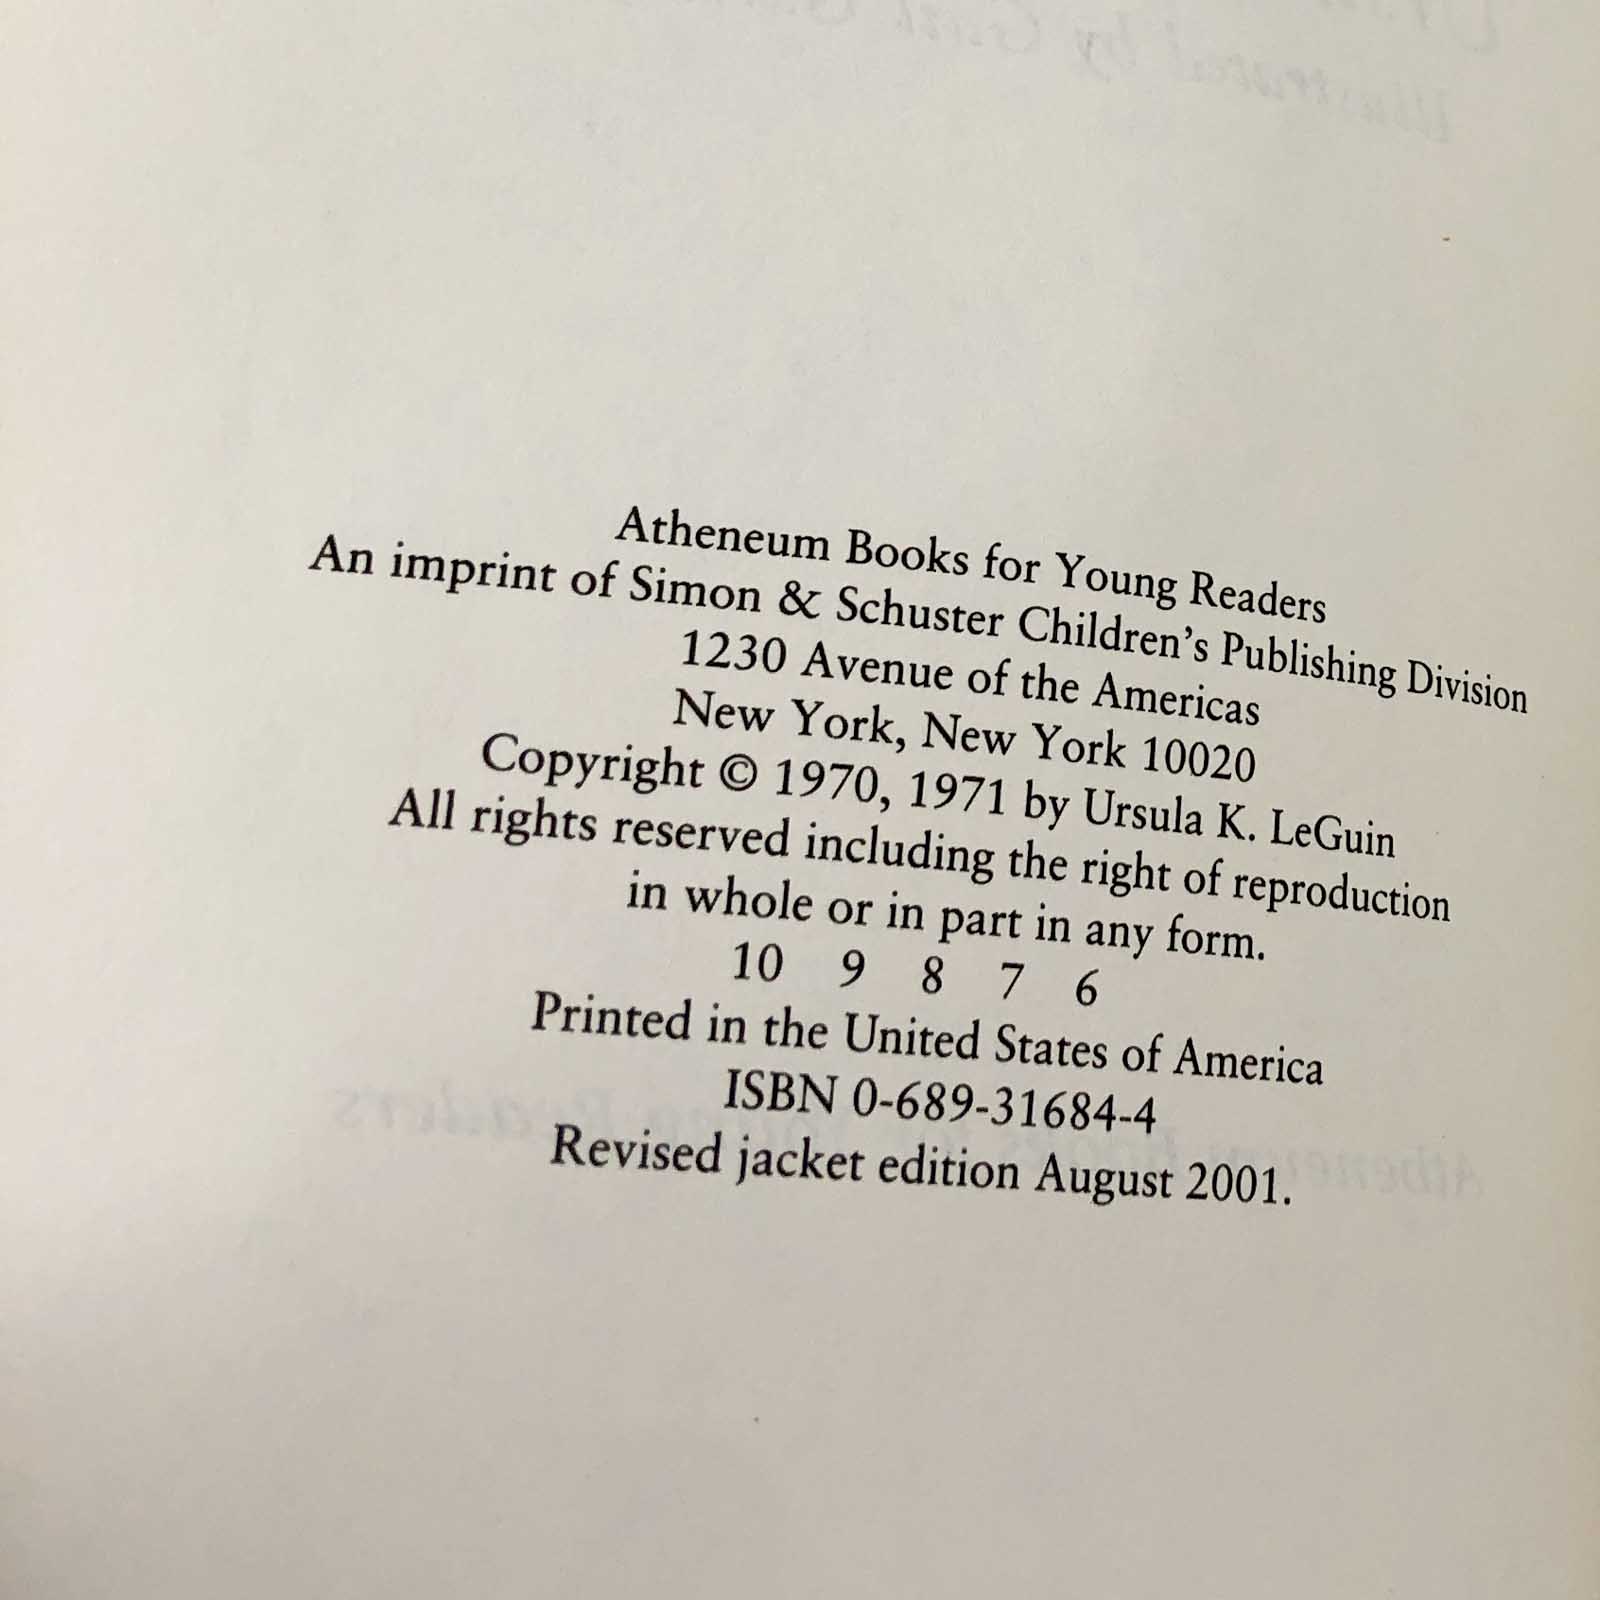 Atheneum Books for Young Readers
An imprint of Simon & Schuster Children's Publishing Division
1230 Avenue of the Americas
New York, New York 10020
Copyright © 1970, 1971 by Ursula K. LeGuin
All rights reserved including the right of reproduction
in whole or in part in any form.
10 9 8 7 6
Printed in the United States of America
ISBN 0-689-31684-4
Revised jacket edition August 2001.